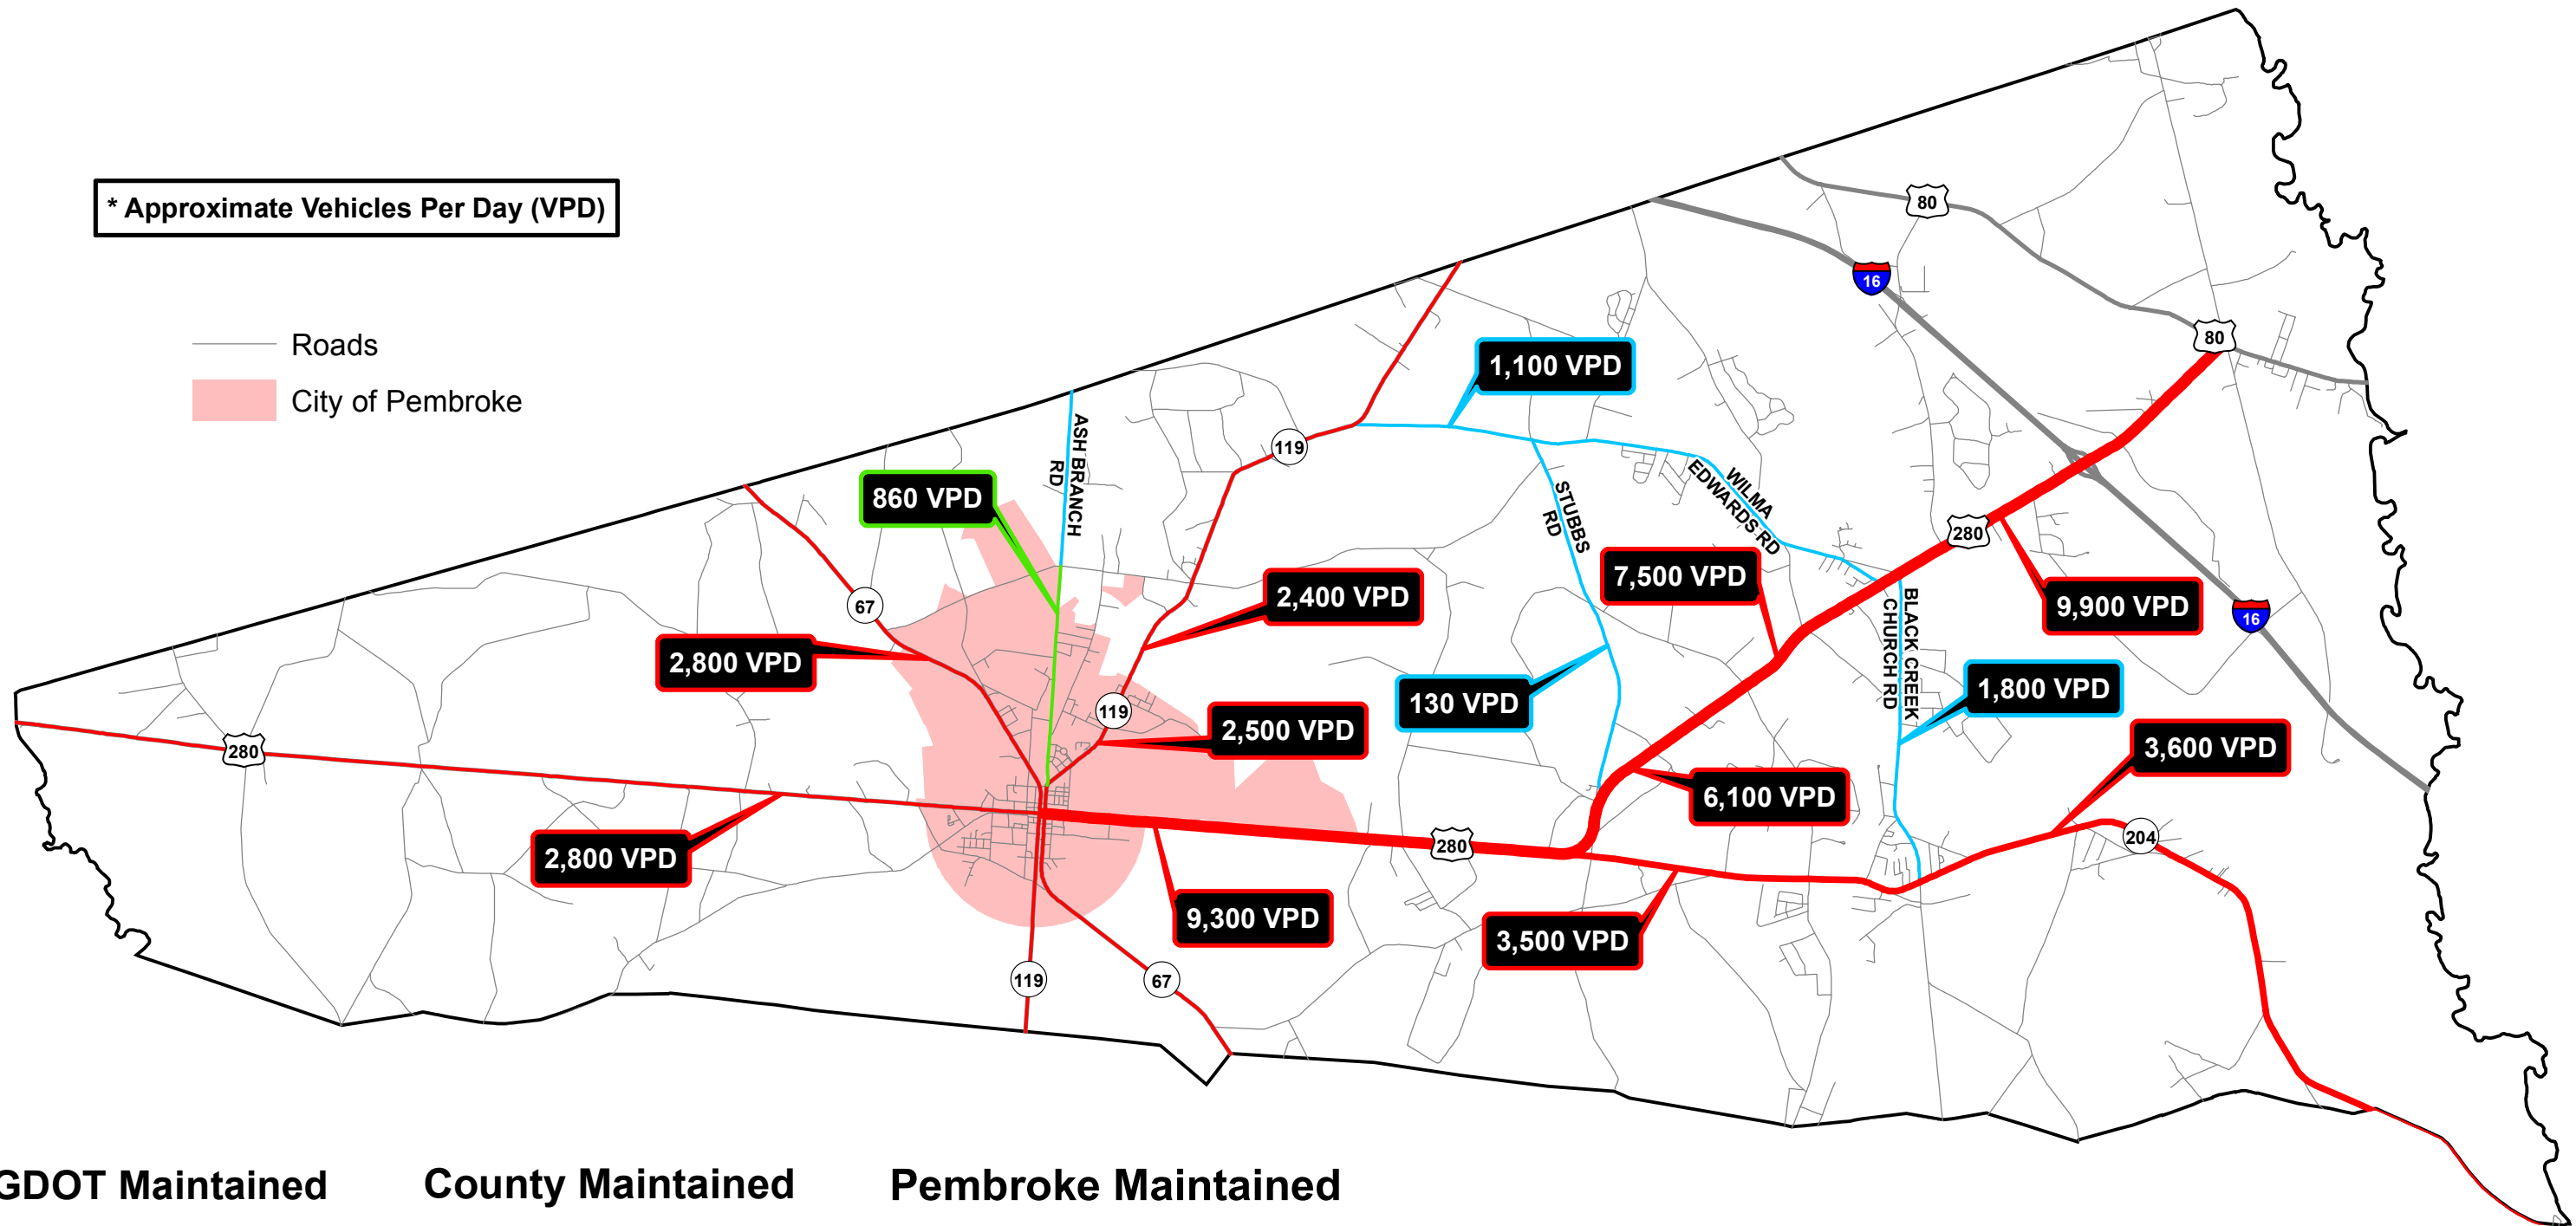 * Approximate Vehicles Per Day (VPD)
Roads
City of Pembroke
80
16
80
1,100 VPD
ASH BRANCH
RD
119
860 VPD
WILMA
EDWARDS RD
STUBBS
RD
280
7,500 VPD
2,400 VPD
67
9,900 VPD
16
BLACK CREEK
CHURCH RD
2,800 VPD
130 VPD
1,800 VPD
119
2,500 VPD
280
3,600 VPD
6,100 VPD
204
280
2,800 VPD
9,300 VPD
3,500 VPD
119
67
GDOT Maintained
County Maintained
Pembroke Maintained